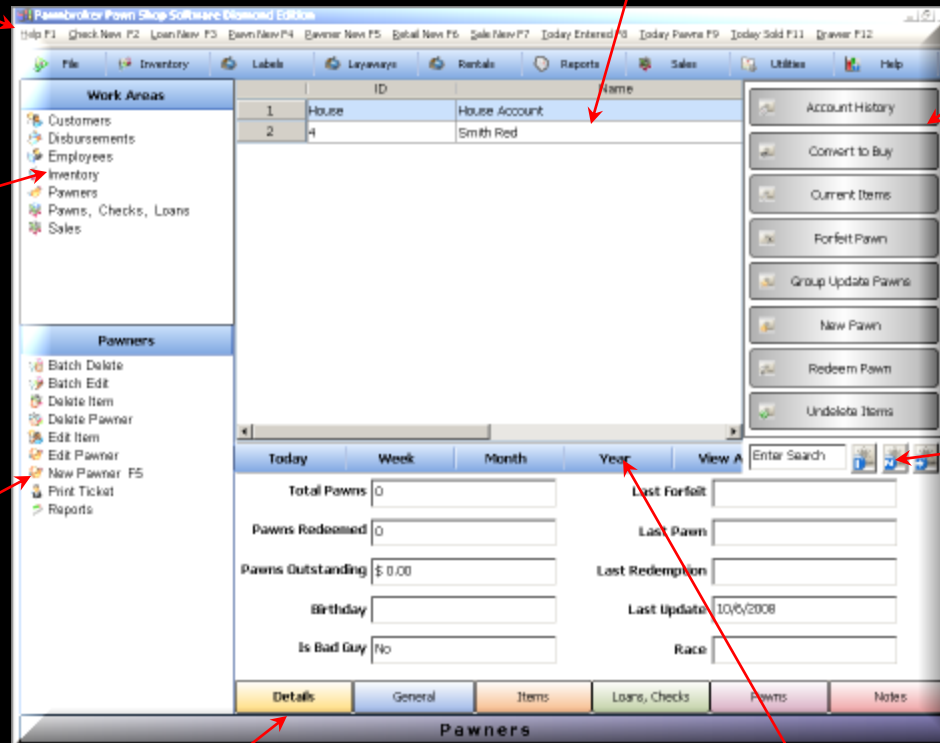 Pawnbroker Pawn Shop Software Diamond Edition
Help F1 Check New F2 Loan New F3 Pawn New F4 Pawner New F5 Retail New F6 Sale New F7 Today Entered F8 Today Pawns F9 Today Sold F11 Drawer F12
File Inventory Labels Layaways Rentals Reports Sales Utilities Help
Work Areas
Customers
Disbursements
Employees
Inventory
Pawners
Pawns, Checks, Loans
Sales
Pawners
Batch Delete
Batch Edit
Delete Item
Delete Pawner
Edit Item
Edit Pawner
New Pawner F5
Print Ticket
Reports
ID Name
1 House House Account
2 4 Smith Red
Account History
Convert to Buy
Current Items
Forfeit Pawn
Group Update Pawns
New Pawn
Redeem Pawn
Undelete Items
Today Week Month Year View A
Enter Search
Total Pawns 0 Last Forfeit
Pawns Redeemed 0 Last Pawn
Pawns Outstanding $ 0.00 Last Redemption
Birthday Last Update 10/6/2008
Is Bad Guy No Race
Details General Items Loans, Checks Pawns Notes
Pawners